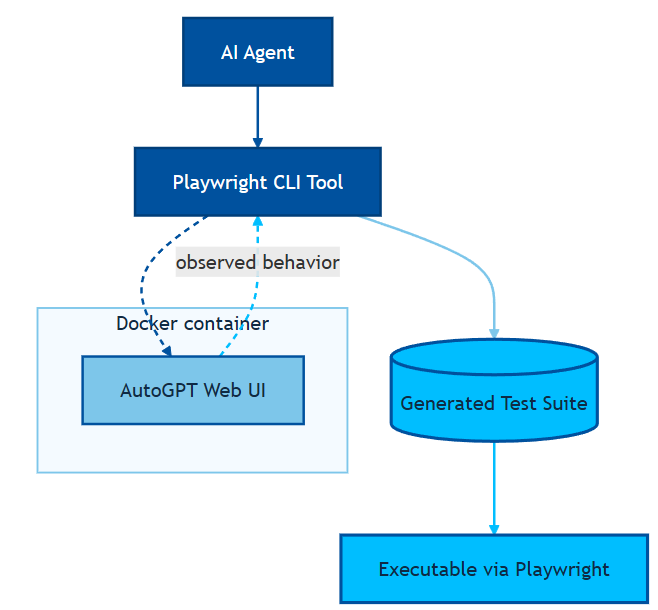 AI Agent
Playwright CLI Tool
observed behavior
Docker container
AutoGPT Web UI
Generated Test Suite
Executable via Playwright